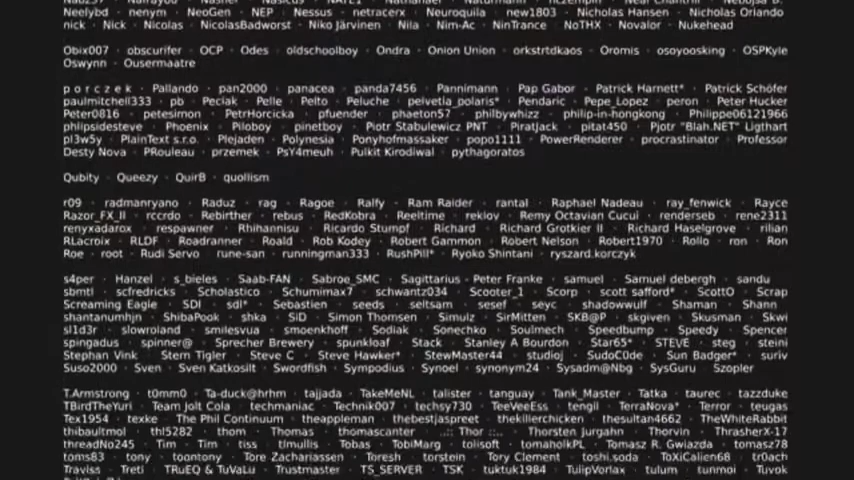 Neelybd · nenym · NeoGen · NEP · Nessus · netracerx · Neuroquila · new1803 · Nicholas Hansen · Nicholas Orlando
nick · Nick · Nicolas · NicolasBadworst · Niko Järvinen · Nila · Nim-Ac · NinTrance · NoTHX · Novalor · Nukehead
Obix007 · obscurifer · OCP · Odes · oldschoolboy · Ondra · Onion Union · orkstrtdkaos · Oromis · osoyoosking · OSPKyle
Oswynn · Ousermaatre
p o r c z e k · Pallando · pan2000 · panacea · panda7456 · Pannimann · Pap Gabor · Patrick Harnett* · Patrick Schöfer
paulmitchell333 · pb · Peciak · Pelle · Pelto · Peluche · pelvetia_polaris* · Pendaric · Pepe_Lopez · peron · Peter Hucker
Peter0816 · petesimon · PetrHorcicka · pfuender · phaeton57 · philbywhizz · philip-in-hongkong · Philippe06121966
philipsidesteve · Phoenix · Piloboy · pinetboy · Piotr Stabulewicz PNT · PiratJack · pitat450 · Pjotr "Blah.NET" Ligthart
pl3w5y · PlainText s.r.o. · Plejaden · Polynesia · Ponyhofmassaker · popo1111 · PowerRenderer · procrastinator · Professor
Desty Nova · PRouleau · przemek · PsY4meuh · Pulkit Kirodiwal · pythagoratos
Qubity · Queezy · QuirB · quollism
r09 · radmanryano · Raduz · rag · Ragoe · Ralfy · Ram Raider · rantal · Raphael Nadeau · ray_fenwick · Rayce
Razor_FX_II · rccrdo · Rebirther · rebus · RedKobra · Reeltime · reklov · Remy Octavian Cucui · renderseb · rene2311
renyxadarox · respawner · Rhihannisu · Ricardo Stumpf · Richard · Richard Grotkier II · Richard Haselgrove · rilian
RLacroix · RLDF · Roadranner · Roald · Rob Kodey · Robert Gammon · Robert Nelson · Robert1970 · Rollo · ron · Ron
Roe · root · Rudi Servo · rune-san · runningman333 · RushPill* · Ryoko Shintani · ryszard.korczyk
s4per · Hanzel · s_bieles · Saab-FAN · Sabroe_SMC · Sagittarius - Peter Franke · samuel · Samuel debergh · sandu ·
sbmtl · scfredricks · Scholastico · Schumimax7 · schwantz034 · Scooter_1 · Scorp · scott safford* · ScottO · Scrap
Screaming Eagle · SDI · sdl* · Sebastien · seeds · seltsam · sesef · seyc · shadowwulf · Shaman · Shann
shantanumhjn · ShibaPook · shka · SiD · Simon Thomsen · Simulz · SirMitten · SKB@P · skgiven · Skusman · Skwi
sl1d3r · slowroland · smilesvua · smoenkhoff · Sodiak · Sonechko · Soulmech · Speedbump · Speedy · Spencer
spingadus · spinner@ · Sprecher Brewery · spunkloaf · Stack · Stanley A Bourdon · Star65* · STEVE · steg · steini
Stephan Vink · Stern Tigler · Steve C · Steve Hawker* · StewMaster44 · studioj · SudoC0de · Sun Badger* · suriv
Suso2000 · Sven · Sven Katkosilt · Swordfish · Sympodius · Synoel · synonym24 · Sysadm@Nbg · SysGuru · Szopler
T.Armstrong · t0mm0 · Ta-duck@hrhm · tajjada · TakeMeNL · talister · tanguay · Tank_Master · Tatka · taurec · tazzduke
TBirdTheYuri · Team Jolt Cola · techmaniac · Technik007 · techsy730 · TeeVeeEss · tengil · TerraNova* · Terror · teugas
Tex1954 · texke · The Phil Continuum · theappleman · thebestjaspreet · thekillerchicken · thesultan4662 · TheWhiteRabbit
thibaultmol · thl5282 · thom · Thomas · thomascanter · ..:: Thor ::.. · Thorsten Jurgahn · Thorvin · ThrasherX-17
threadNo245 · Tim · Tim · tiss · tlmullis · Tobas · TobiMarg · tolisoft · tomaholkPL · Tomasz R. Gwiazda · tomasz78
toms83 · tony · toontony · Tore Zachariassen · Toresh · torstein · Tory Clement · toshi.soda · ToXiCalien68 · tr0ach
Traviss · Treti · TRuEQ & TuVaLu · Trustmaster · TS_SERVER · TSK · tuktuk1984 · TulipVorlax · tulum · tunmoi · Tuvok